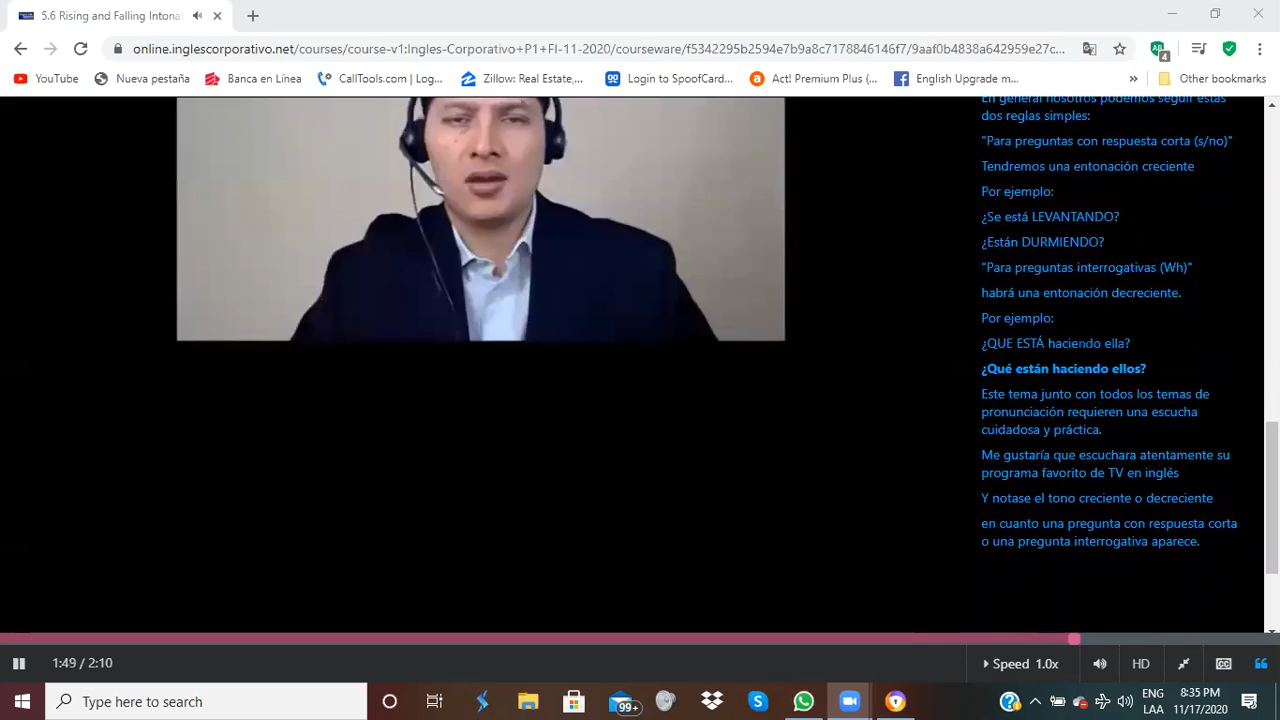 5.6 Rising and Falling Intona
online.inglescorporativo.net/courses/course-v1:Ingles-Corporativo+P1+FI-11-2020/courseware/f5342295b2594e7b9a8c7178846146f7/9aaf0b4838a642959e27c...
4
YouTube
Nueva pestaña
Banca en Línea
CallTools.com | Log...
Zillow: Real Estate,...
Login to SpoofCard...
Act! Premium Plus (...
English Upgrade m...
»
Other bookmarks
En general nosotros podemos seguir estas
dos reglas simples:
"Para preguntas con respuesta corta (s/no)"
Tendremos una entonación creciente
Por ejemplo:
¿Se está LEVANTANDO?
¿Están DURMIENDO?
"Para preguntas interrogativas (Wh)"
habrá una entonación decreciente.
Por ejemplo:
¿QUE ESTÁ haciendo ella?
¿Qué están haciendo ellos?
Este tema junto con todos los temas de
pronunciación requieren una escucha
cuidadosa y práctica.
Me gustaría que escuchara atentamente su
programa favorito de TV en inglés
Y notase el tono creciente o decreciente
en cuanto una pregunta con respuesta corta
o una pregunta interrogativa aparece.
1:49 / 2:10
Speed 1.0x
HD
Type here to search
99+
ENG
LAA
8:35 PM
11/17/2020